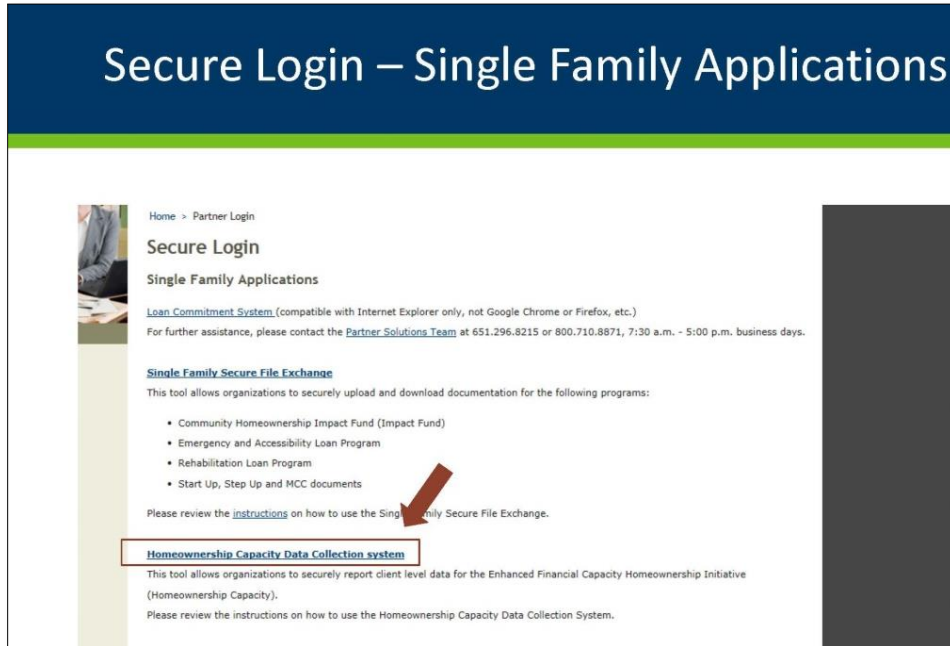 Secure Login – Single Family Applications
Home > Partner Login
Secure Login
Single Family Applications
Loan Commitment System (compatible with Internet Explorer only, not Google Chrome or Firefox, etc.)
For further assistance, please contact the Partner Solutions Team at 651.296.8215 or 800.710.8871, 7:30 a.m. - 5:00 p.m. business days.
Single Family Secure File Exchange
This tool allows organizations to securely upload and download documentation for the following programs:
• Community Homeownership Impact Fund (Impact Fund)
• Emergency and Accessibility Loan Program
• Rehabilitation Loan Program
• Start Up, Step Up and MCC documents
Please review the instructions on how to use the Single mily Secure File Exchange.
Homeownership Capacity Data Collection system
This tool allows organizations to securely report client level data for the Enhanced Financial Capacity Homeownership Initiative
(Homeownership Capacity).
Please review the instructions on how to use the Homeownership Capacity Data Collection System.